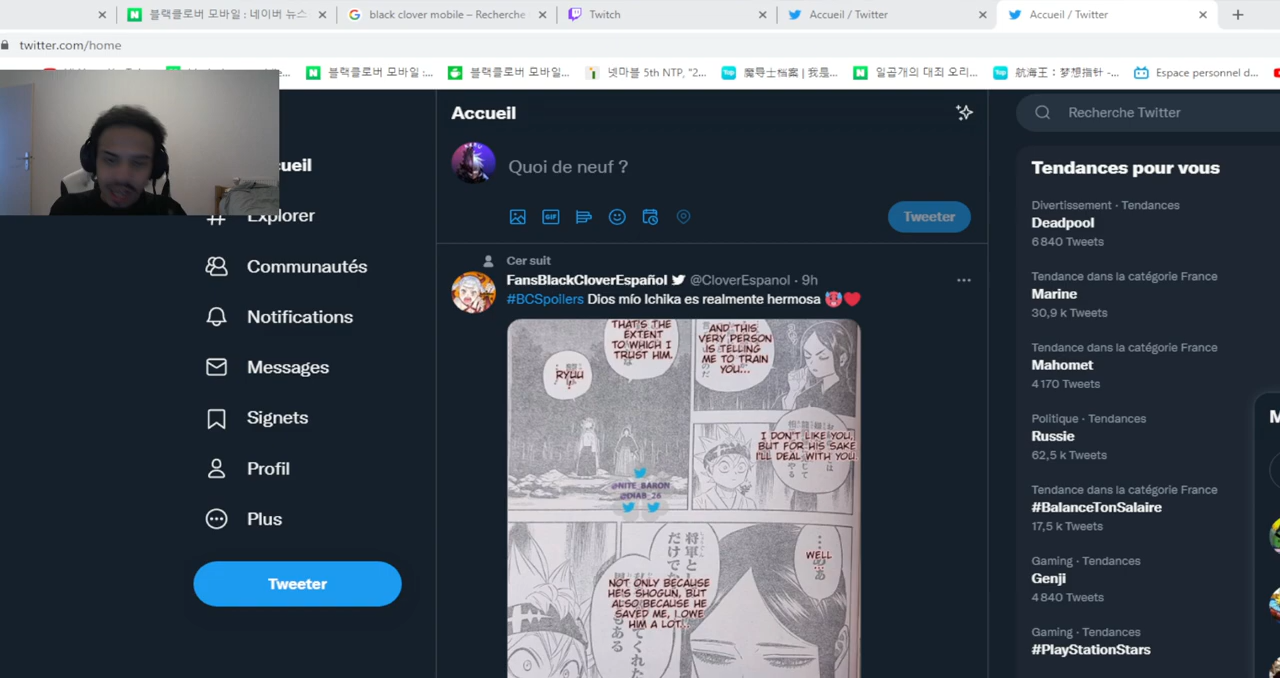 블랙클로버 모바일 : 네이버 뉴스
black clover mobile – Recherche
Twitch
Accueil / Twitter
Accueil / Twitter
twitter.com/home
블랙클로버 모바일 :...
블랙클로버 모바일...
넷마블 5th NTP, "2...
魔导士档案 | 我是...
일곱개의 대죄 오리...
航海王：梦想指针 -...
Espace personnel d...
Accueil
Quoi de neuf ?
GIF
Tweeter
Explorer
Communautés
Notifications
Messages
Signets
Profil
Plus
Tweeter
Cer suit
FansBlackCloverEspañol @CloverEspanol · 9h
#BCSpoilers Dios mío Ichika es realmente hermosa
THAT'S THE
EXTENT
TO WHICH I
TRUST HIM.
RYUU
AND THIS
VERY PERSON
IS TELLING
ME TO TRAIN
YOU...
I DON'T LIKE YOU,
BUT FOR HIS SAKE
I'LL DEAL WITH YOU.
@NITE_BARON
@DIAB_26
...
WELL
NOT ONLY BECAUSE
HE'S SHOGUN, BUT
ALSO BECAUSE HE
SAVED ME, I OWE
HIM A LOT...
Recherche Twitter
Tendances pour vous
Divertissement · Tendances
Deadpool
6 840 Tweets
Tendance dans la catégorie France
Marine
30,9 k Tweets
Tendance dans la catégorie France
Mahomet
4 170 Tweets
Politique · Tendances
Russie
62,5 k Tweets
Tendance dans la catégorie France
#BalanceTonSalaire
17,5 k Tweets
Gaming · Tendances
Genji
4 840 Tweets
Gaming · Tendances
#PlayStationStars